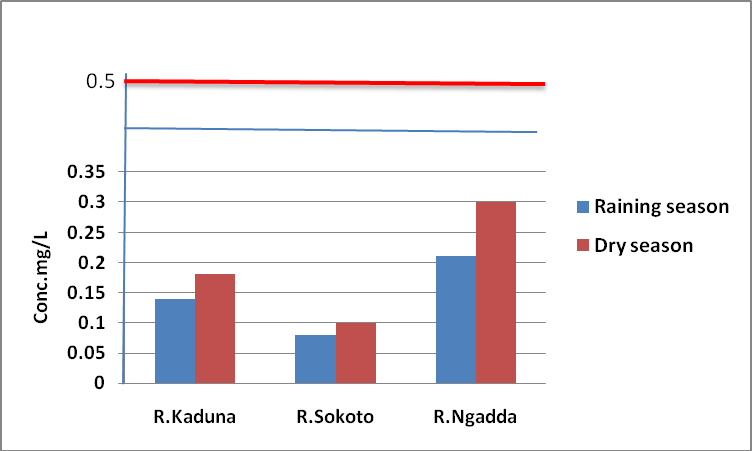 0.5
0.35
0.3
0.25
0.2
0.15
0.1
0.05
0
Conc.mg/L
R.Kaduna
R.Sokoto
R.Ngadda
Raining season
Dry season